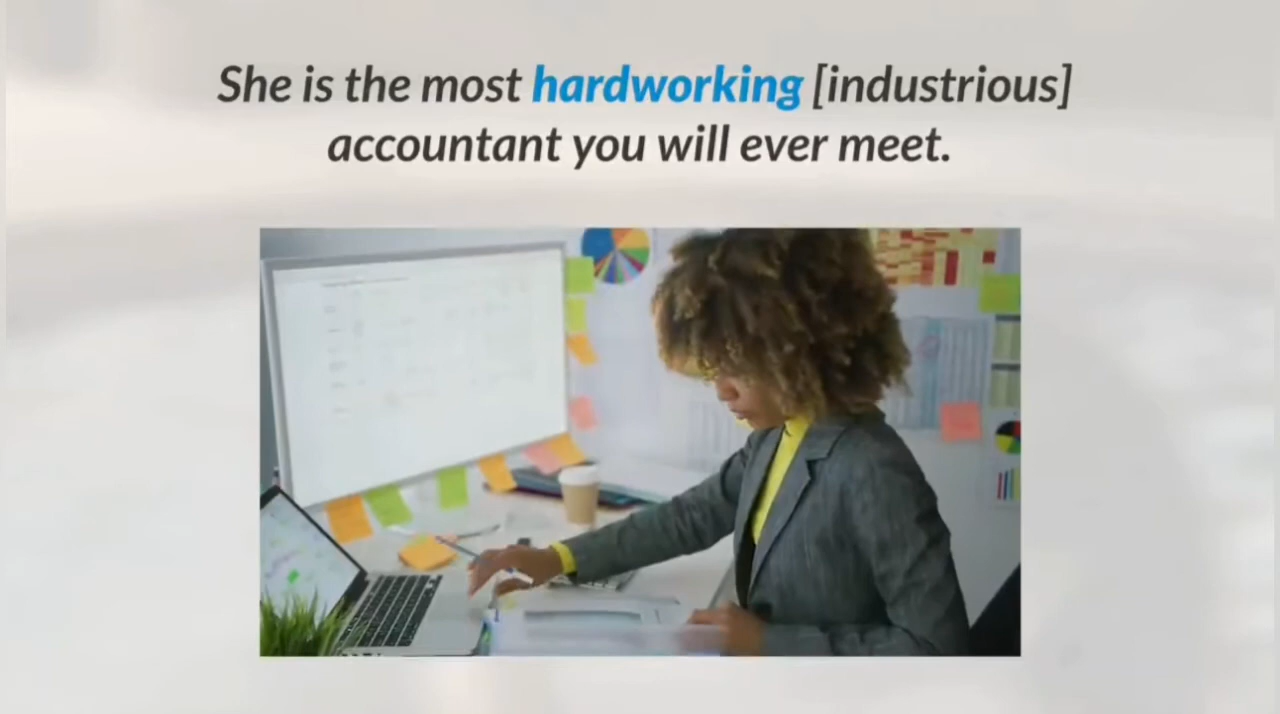 She is the most hardworking [industrious]
accountant you will ever meet.